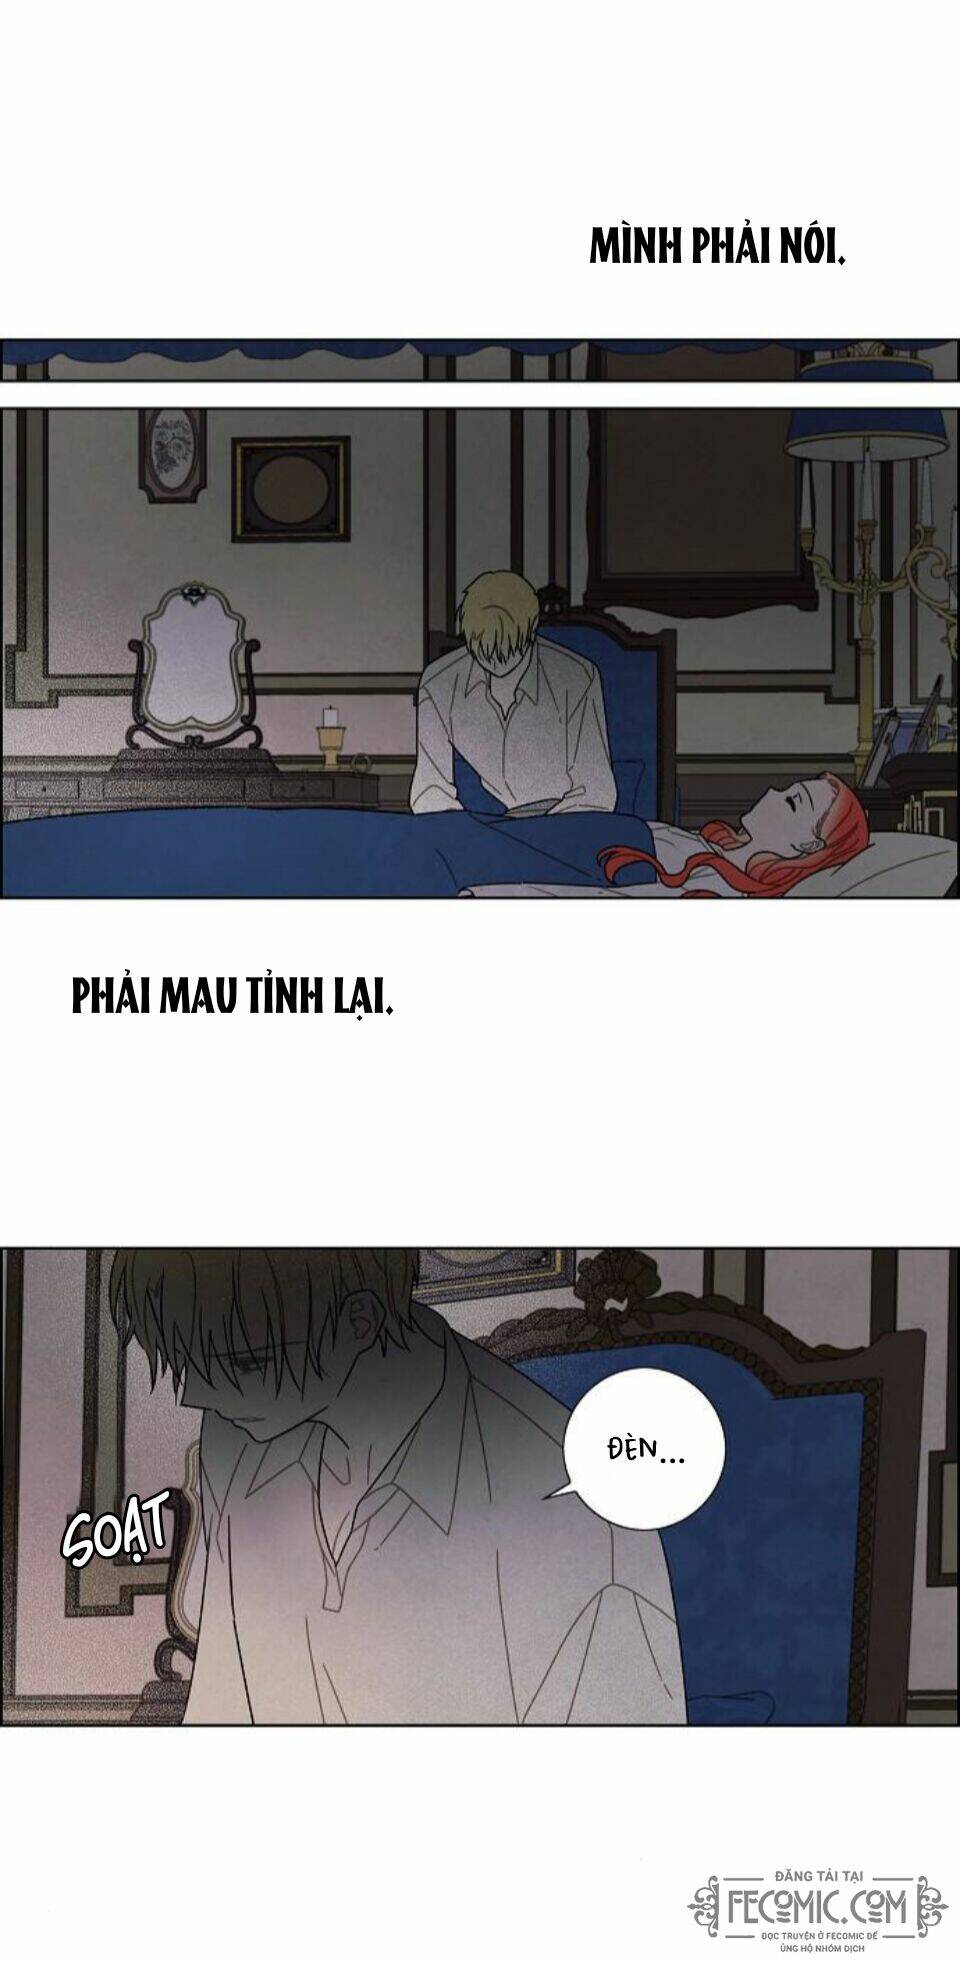 MÌNH PHẢI NÓI.
PHẢI MAU TỈNH LẠI.
ĐÈN...
SOẠT
ĐĂNG TẢI TẠI
FECOMIC.COM
ĐỌC TRUYỆN Ở FECOMIC ĐỂ
ỦNG HỘ NHÓM DỊCH